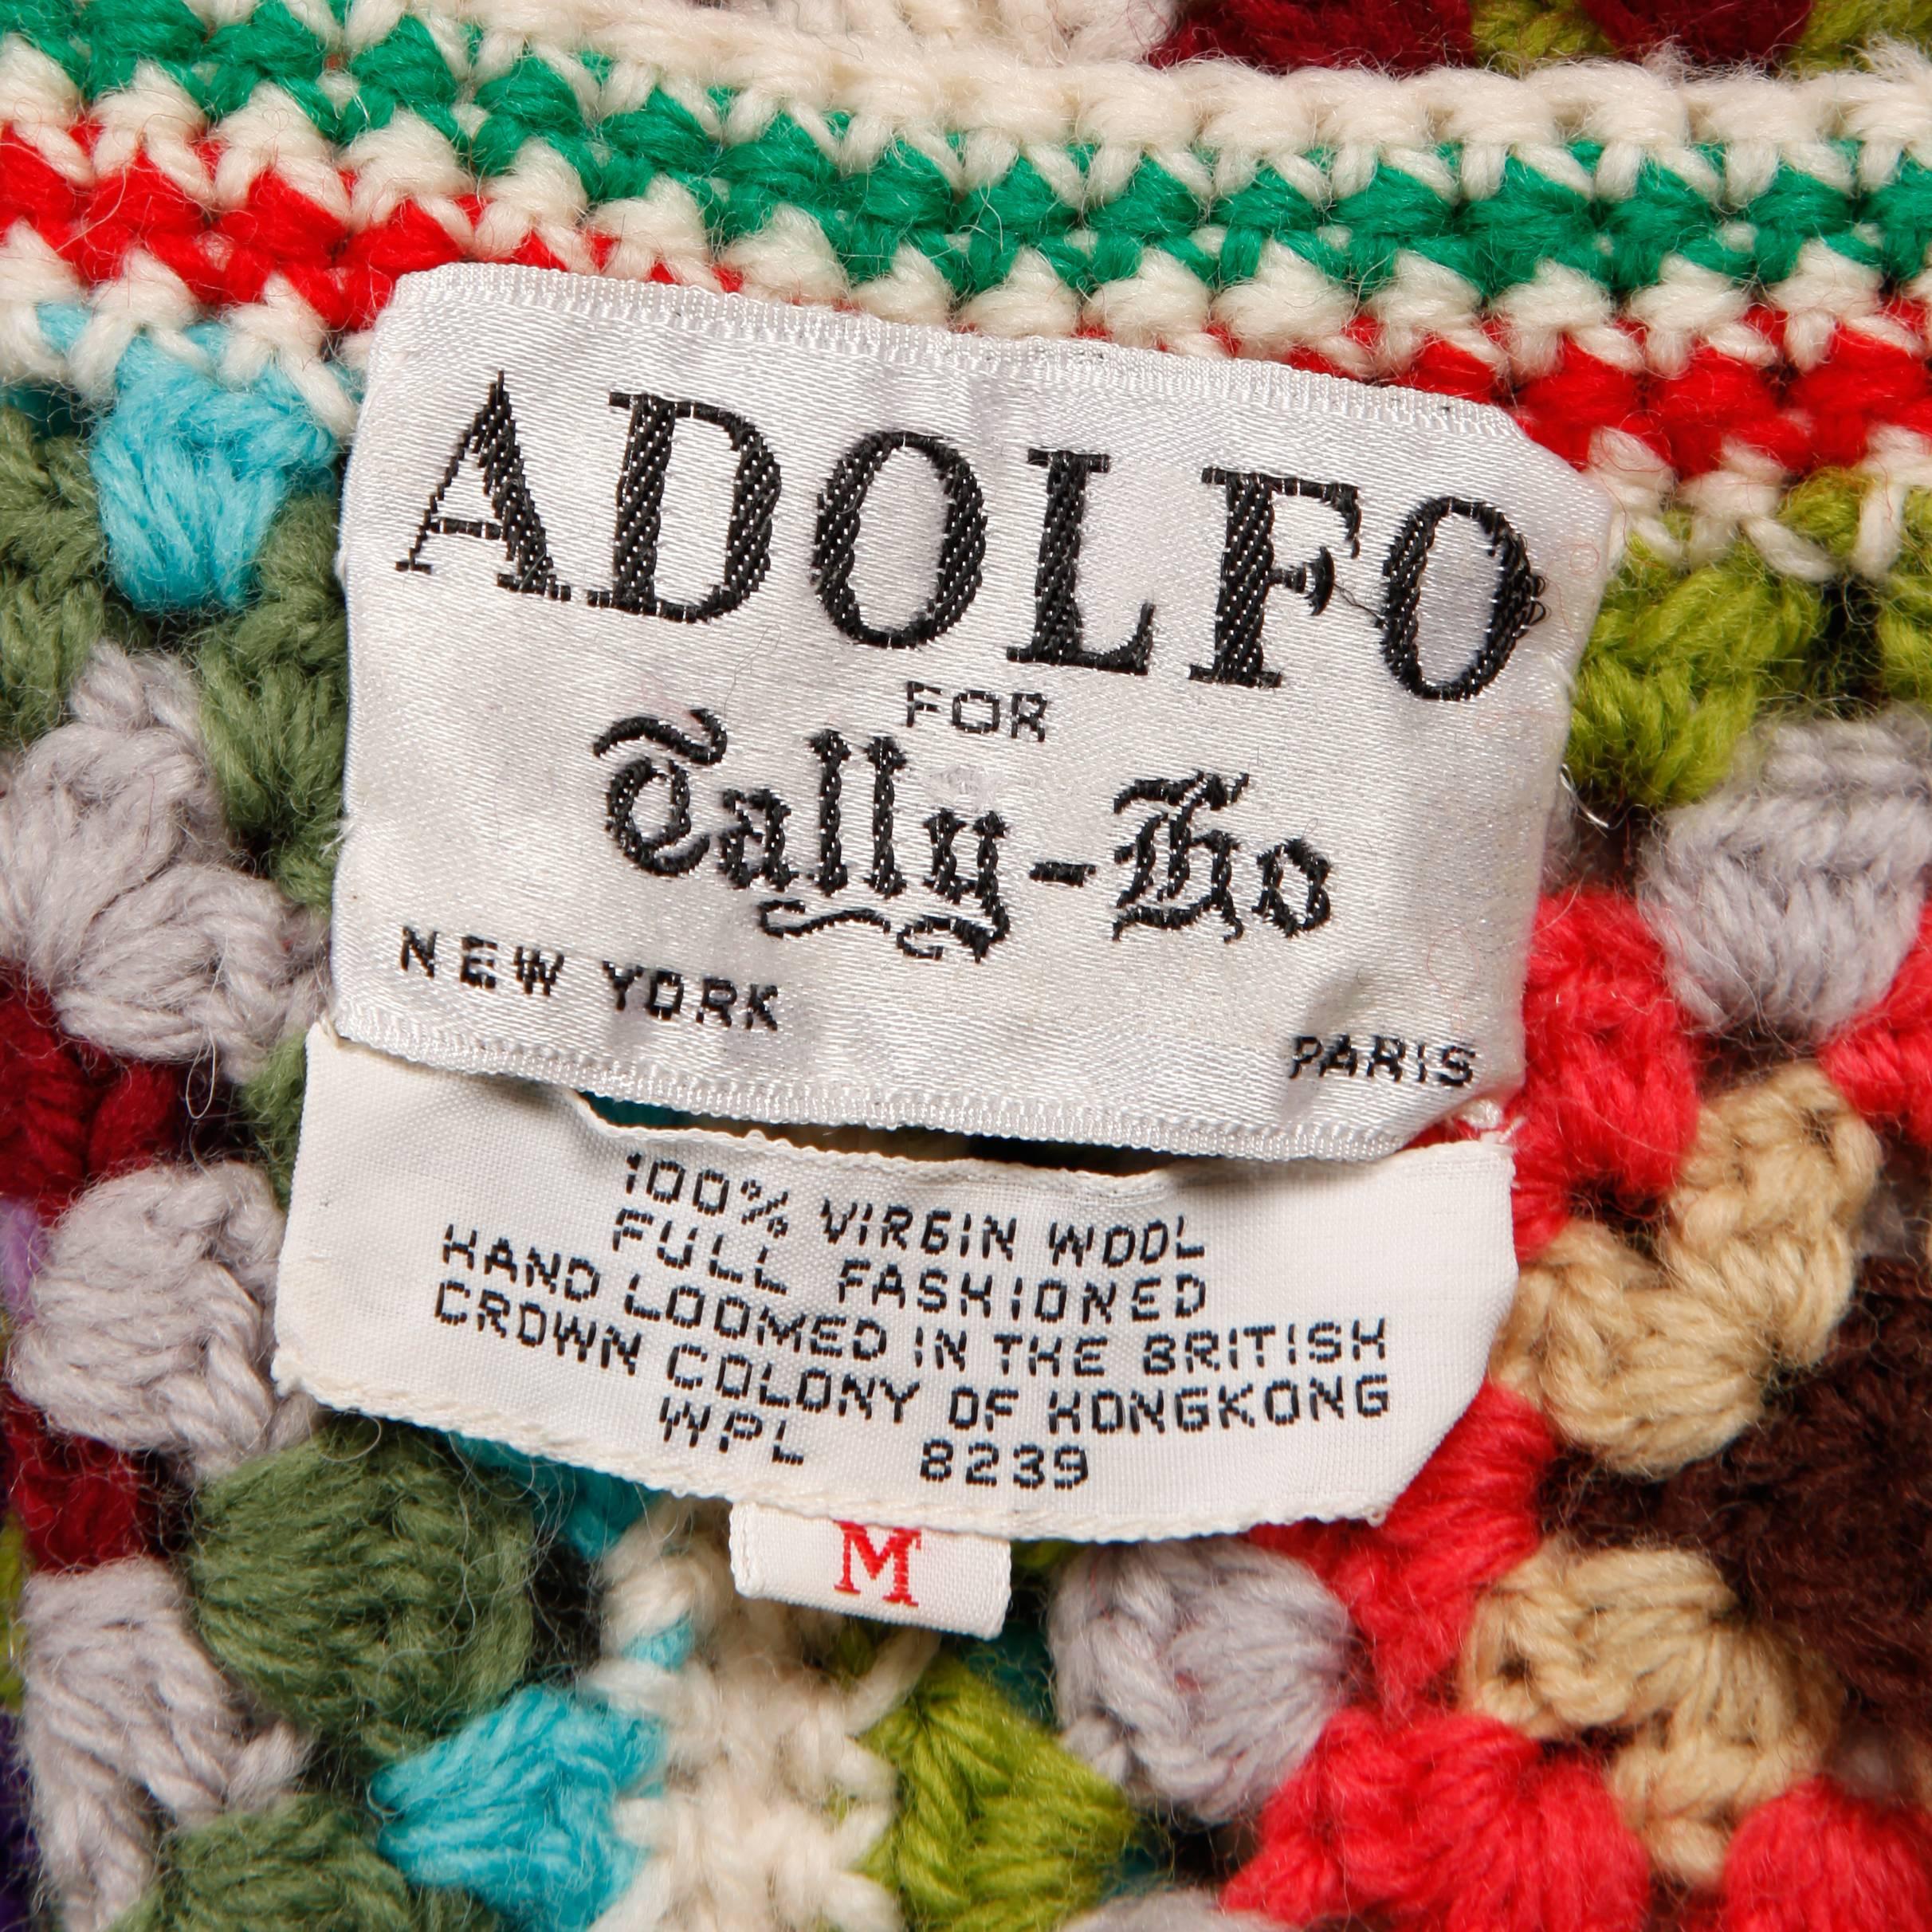 ADOLFO
FOR
Tally-Ho
NEW YORK
PARIS
100% VIRGIN WOOL
FULL FASHIONED
HAND LOOMED IN THE BRITISH
CROWN COLONY OF HONGKONG
WPL 8239
M